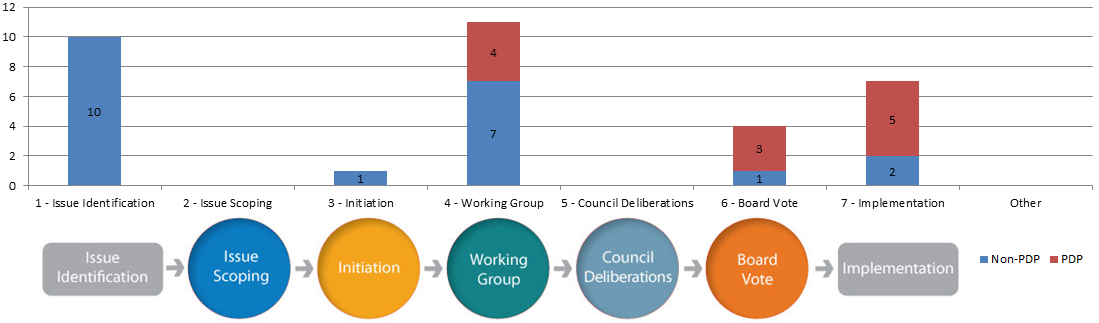 12
10
8
6
4
2
0
10
1
4
7
3
1
5
2
1 - Issue Identification 2 - Issue Scoping 3 - Initiation 4 - Working Group 5 - Council Deliberations 6 - Board Vote 7 - Implementation Other
Issue
Identification
Issue
Scoping
Initiation
Working
Group
Council
Deliberations
Board
Vote
Implementation
Non-PDP PDP